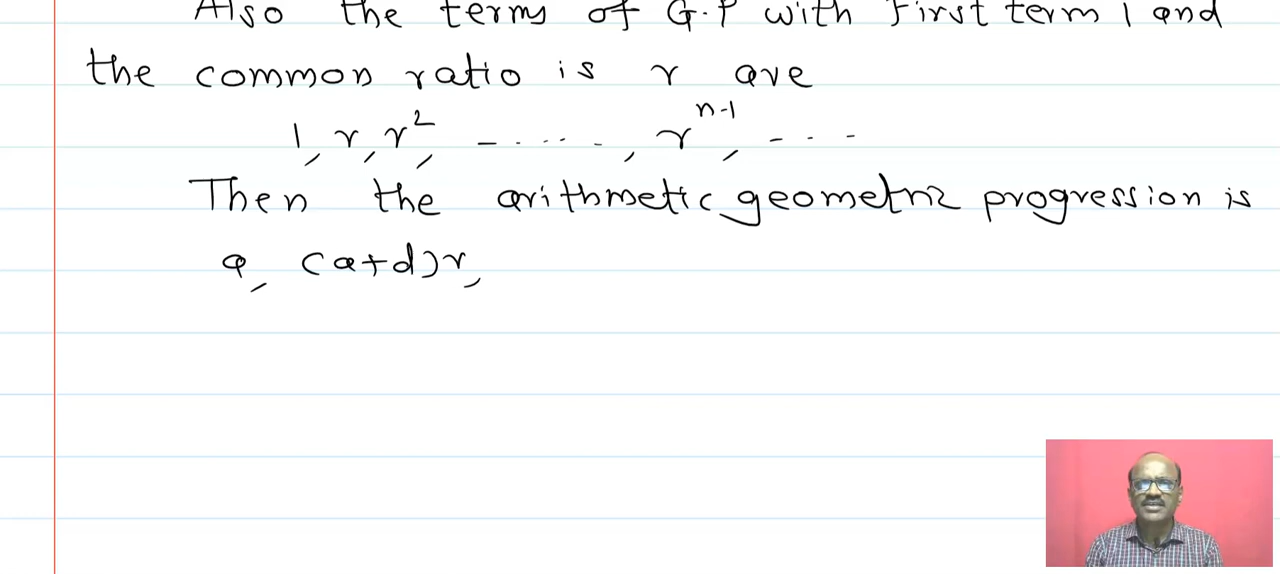 Also the terms of G.P with First term 1 and
the common ratio is r are
1, r, r², -----, rⁿ⁻¹, ---
Then the arithmetic geometric progression is
a, (a+d)r,